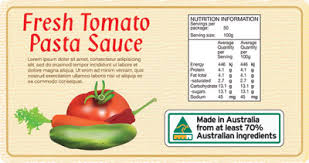 Fresh Tomato
Pasta Sauce
Lorem ipsum dolor sit amet, consectetur
adipiscing elit, sed do eiusmod tempor
incididunt ut labore et dolore magna
aliqua. Ut enim ad minim veniam, quis
nostrud exercitation ullamco laboris nisi ut
aliquip ex ea commodo consequat.
NUTRITION INFORMATION
Servings per package: 50
Serving size: 100g
Average Quantity per Serving
Average Quantity per 100g
Energy 446 kj 446 kj
Protein 4.1 g 4.1 g
Fat total 4.1 g 4.1 g
-saturated 2.7 g 2.7 g
Carbohydrate 13.1 g 13.1 g
-sugar 13.1 g 13.1 g
Sodium 45 mg 45 mg
Made in Australia
from at least 70%
Australian ingredients